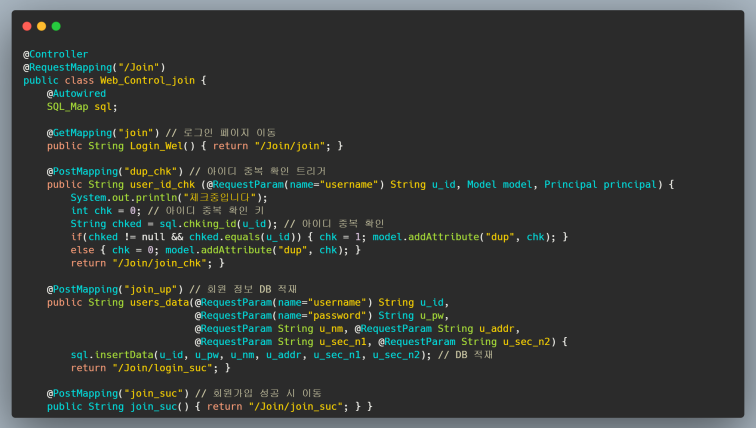 @Controller
@RequestMapping("/Join")
public class Web_Control_join {
    @Autowired
    SQL_Map sql;

    @GetMapping("join") // 로그인 페이지 이동
    public String Login_Wel() { return "/Join/join"; }

    @PostMapping("dup_chk") // 아이디 중복 확인 트리거
    public String user_id_chk (@RequestParam(name="username") String u_id, Model model, Principal principal) {
        System.out.println("체크중입니다");
        int chk = 0; // 아이디 중복 확인 키
        String chked = sql.chking_id(u_id); // 아이디 중복 확인
        if(chked != null && chked.equals(u_id)) { chk = 1; model.addAttribute("dup", chk); }
        else { chk = 0; model.addAttribute("dup", chk); }
        return "/Join/join_chk"; }

    @PostMapping("join_up") // 회원 정보 DB 적재
    public String users_data(@RequestParam(name="username") String u_id,
                             @RequestParam(name="password") String u_pw,
                             @RequestParam String u_nm, @RequestParam String u_addr,
                             @RequestParam String u_sec_n1, @RequestParam String u_sec_n2) {
        sql.insertData(u_id, u_pw, u_nm, u_addr, u_sec_n1, u_sec_n2); // DB 적재
        return "/Join/login_suc"; }

    @PostMapping("join_suc") // 회원가입 성공 시 이동
    public String join_suc() { return "/Join/join_suc"; } }